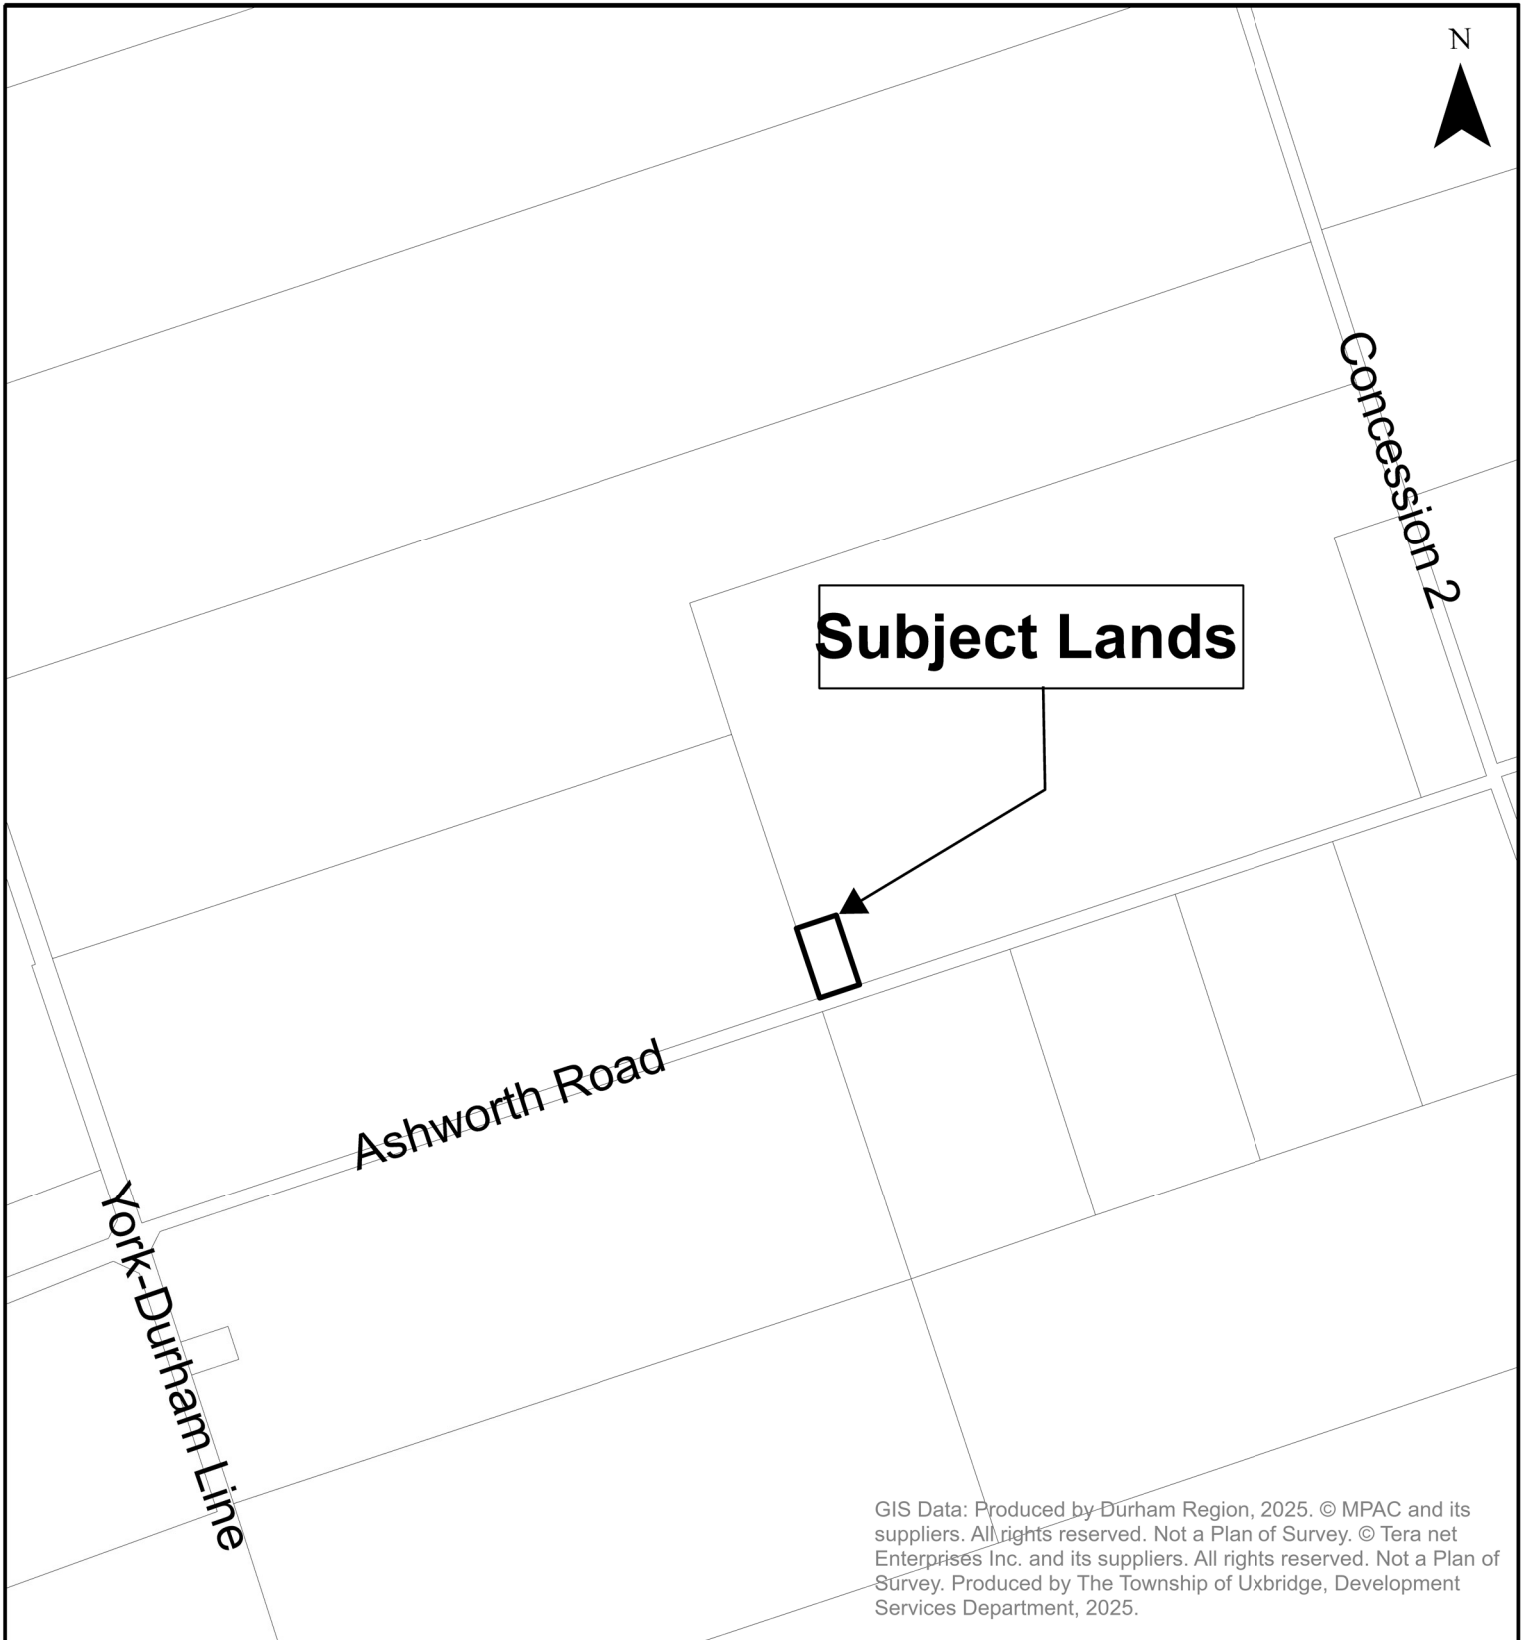 N
Concession 2
Subject Lands
Ashworth Road
York-Durham Line
GIS Data: Produced by Durham Region, 2025. © MPAC and its
suppliers. All rights reserved. Not a Plan of Survey. © Tera net
Enterprises Inc. and its suppliers. All rights reserved. Not a Plan of
Survey. Produced by The Township of Uxbridge, Development
Services Department, 2025.